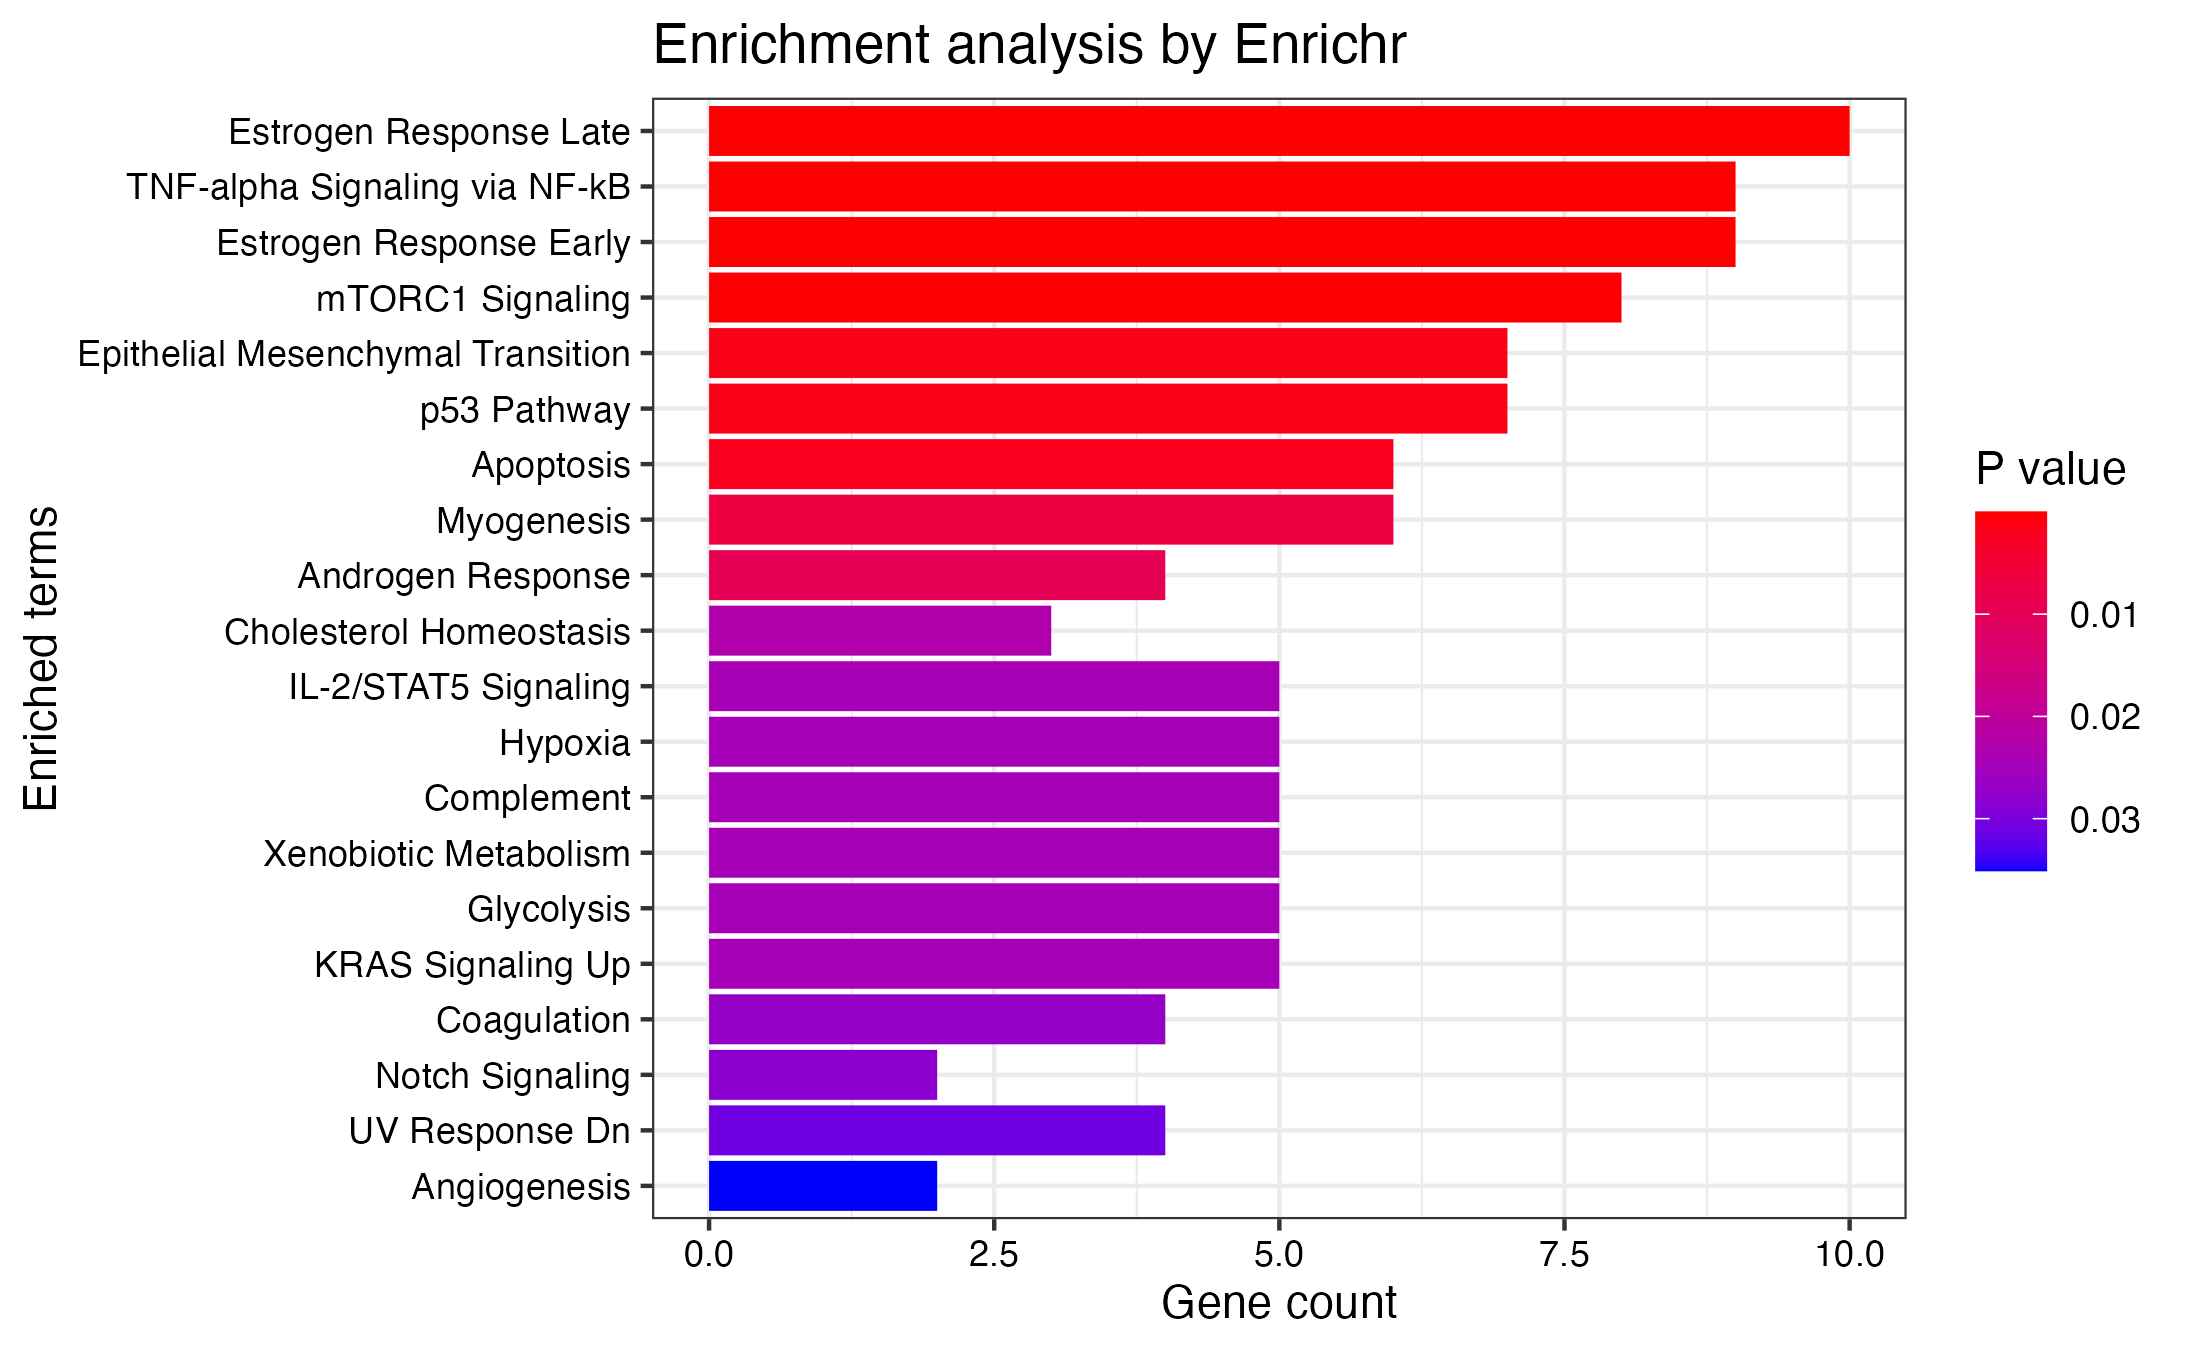 Enrichment analysis by Enrichr
Enriched terms
Estrogen Response Late
TNF-alpha Signaling via NF-kB
Estrogen Response Early
mTORC1 Signaling
Epithelial Mesenchymal Transition
p53 Pathway
Apoptosis
Myogenesis
Androgen Response
Cholesterol Homeostasis
IL-2/STAT5 Signaling
Hypoxia
Complement
Xenobiotic Metabolism
Glycolysis
KRAS Signaling Up
Coagulation
Notch Signaling
UV Response Dn
Angiogenesis
0.0 2.5 5.0 7.5 10.0
Gene count
P value
0.01
0.02
0.03